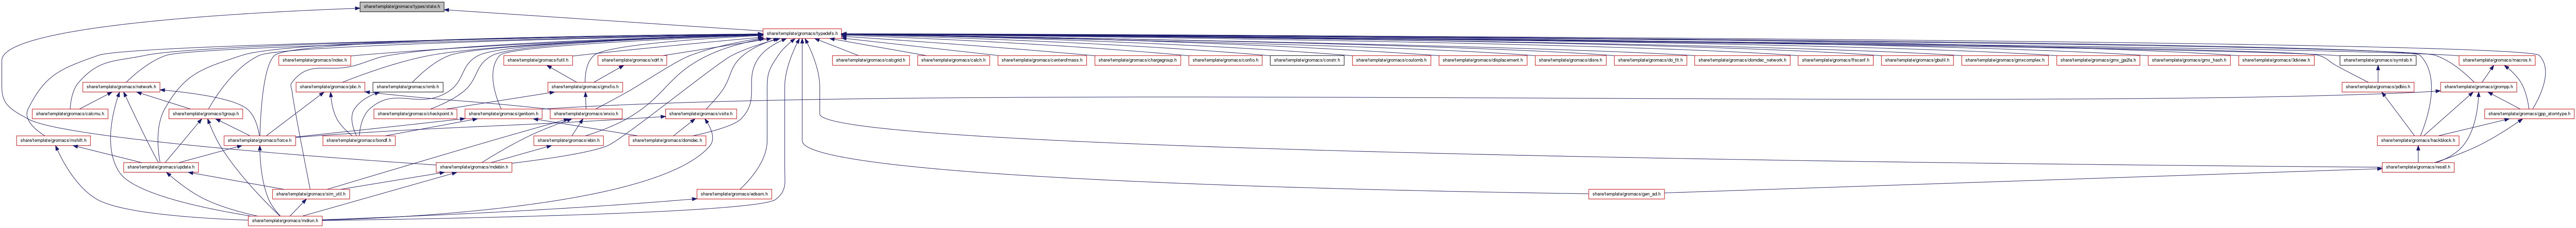 share/template/gromacs/types/state.h
share/template/gromacs/typedefs.h
share/template/gromacs/index.h
share/template/gromacs/futil.h
share/template/gromacs/xdrf.h
share/template/gromacs/calcgrid.h
share/template/gromacs/calch.h
share/template/gromacs/centerofmass.h
share/template/gromacs/chargegroup.h
share/template/gromacs/confio.h
share/template/gromacs/constr.h
share/template/gromacs/coulomb.h
share/template/gromacs/displacement.h
share/template/gromacs/disre.h
share/template/gromacs/do_fit.h
share/template/gromacs/domdec_network.h
share/template/gromacs/ffscanf.h
share/template/gromacs/gbutil.h
share/template/gromacs/gmxcomplex.h
share/template/gromacs/gmx_ga2la.h
share/template/gromacs/gmx_hash.h
share/template/gromacs/3dview.h
share/template/gromacs/symtab.h
share/template/gromacs/macros.h
share/template/gromacs/network.h
share/template/gromacs/pbc.h
share/template/gromacs/nrnb.h
share/template/gromacs/gmxfio.h
share/template/gromacs/pdbio.h
share/template/gromacs/grompp.h
share/template/gromacs/calcmu.h
share/template/gromacs/tgroup.h
share/template/gromacs/checkpoint.h
share/template/gromacs/genborn.h
share/template/gromacs/enxio.h
share/template/gromacs/vsite.h
share/template/gromacs/gpp_atomtype.h
share/template/gromacs/mshift.h
share/template/gromacs/force.h
share/template/gromacs/bondf.h
share/template/gromacs/ebin.h
share/template/gromacs/domdec.h
share/template/gromacs/hackblock.h
share/template/gromacs/update.h
share/template/gromacs/mdebin.h
share/template/gromacs/resall.h
share/template/gromacs/sim_util.h
share/template/gromacs/edsam.h
share/template/gromacs/gen_ad.h
share/template/gromacs/mdrun.h